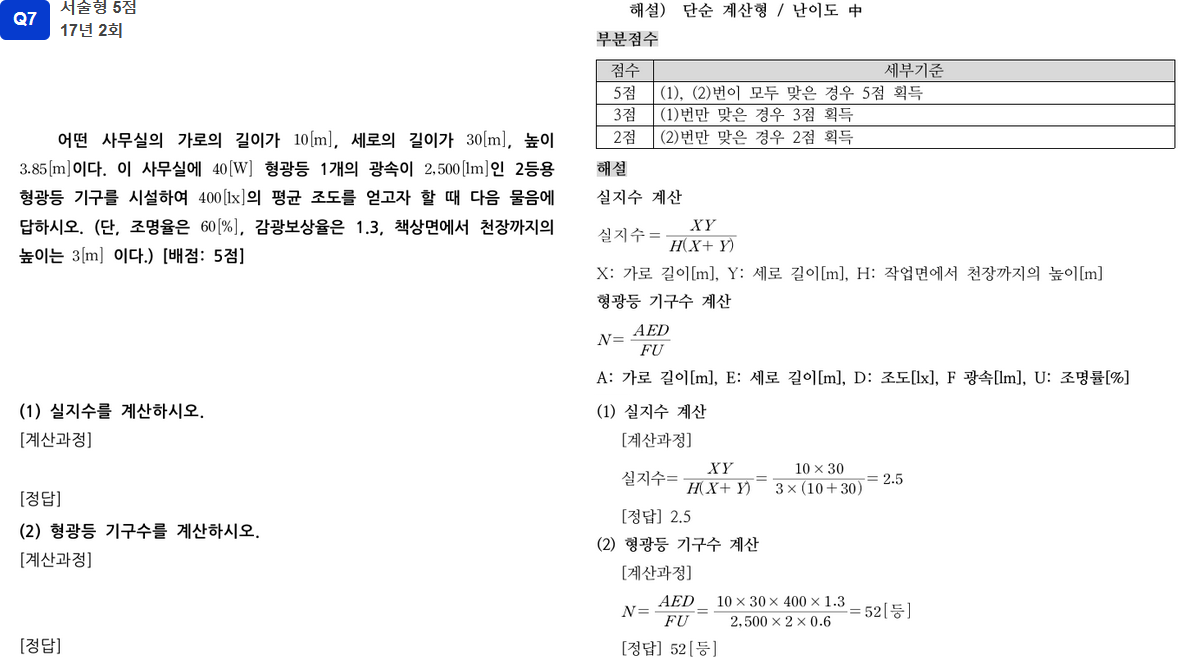 Q7
서술형 5점
17년 2회
어떤 사무실의 가로의 길이가 10[m], 세로의 길이가 30[m], 높이
3.85[m]이다. 이 사무실에 40[W] 형광등 1개의 광속이 2,500[lm]인 2등용
형광등 기구를 시설하여 400[lx]의 평균 조도를 얻고자 할 때 다음 물음에
답하시오. (단, 조명율은 60[%], 감광보상율은 1.3, 책상면에서 천장까지의
높이는 3[m] 이다.) [배점: 5점]
(1) 실지수를 계산하시오.
[계산과정]
[정답]
(2) 형광등 기구수를 계산하시오.
[계산과정]
[정답]
해설) 단순 계산형 / 난이도 中
부분점수
점수 세부기준
5점 (1), (2)번이 모두 맞은 경우 5점 획득
3점 (1)번만 맞은 경우 3점 획득
2점 (2)번만 맞은 경우 2점 획득
해설
실지수 계산
실지수 = XY / H(X+Y)
X: 가로 길이[m], Y: 세로 길이[m], H: 작업면에서 천장까지의 높이[m]
형광등 기구수 계산
N = AED / FU
A: 가로 길이[m], E: 세로 길이[m], D: 조도[lx], F 광속[lm], U: 조명률[%]
(1) 실지수 계산
[계산과정]
실지수 = XY / H(X+Y) = 10×30 / 3×(10+30) = 2.5
[정답] 2.5
(2) 형광등 기구수 계산
[계산과정]
N = AED / FU = 10×30×400×1.3 / 2,500×2×0.6 = 52[등]
[정답] 52[등]